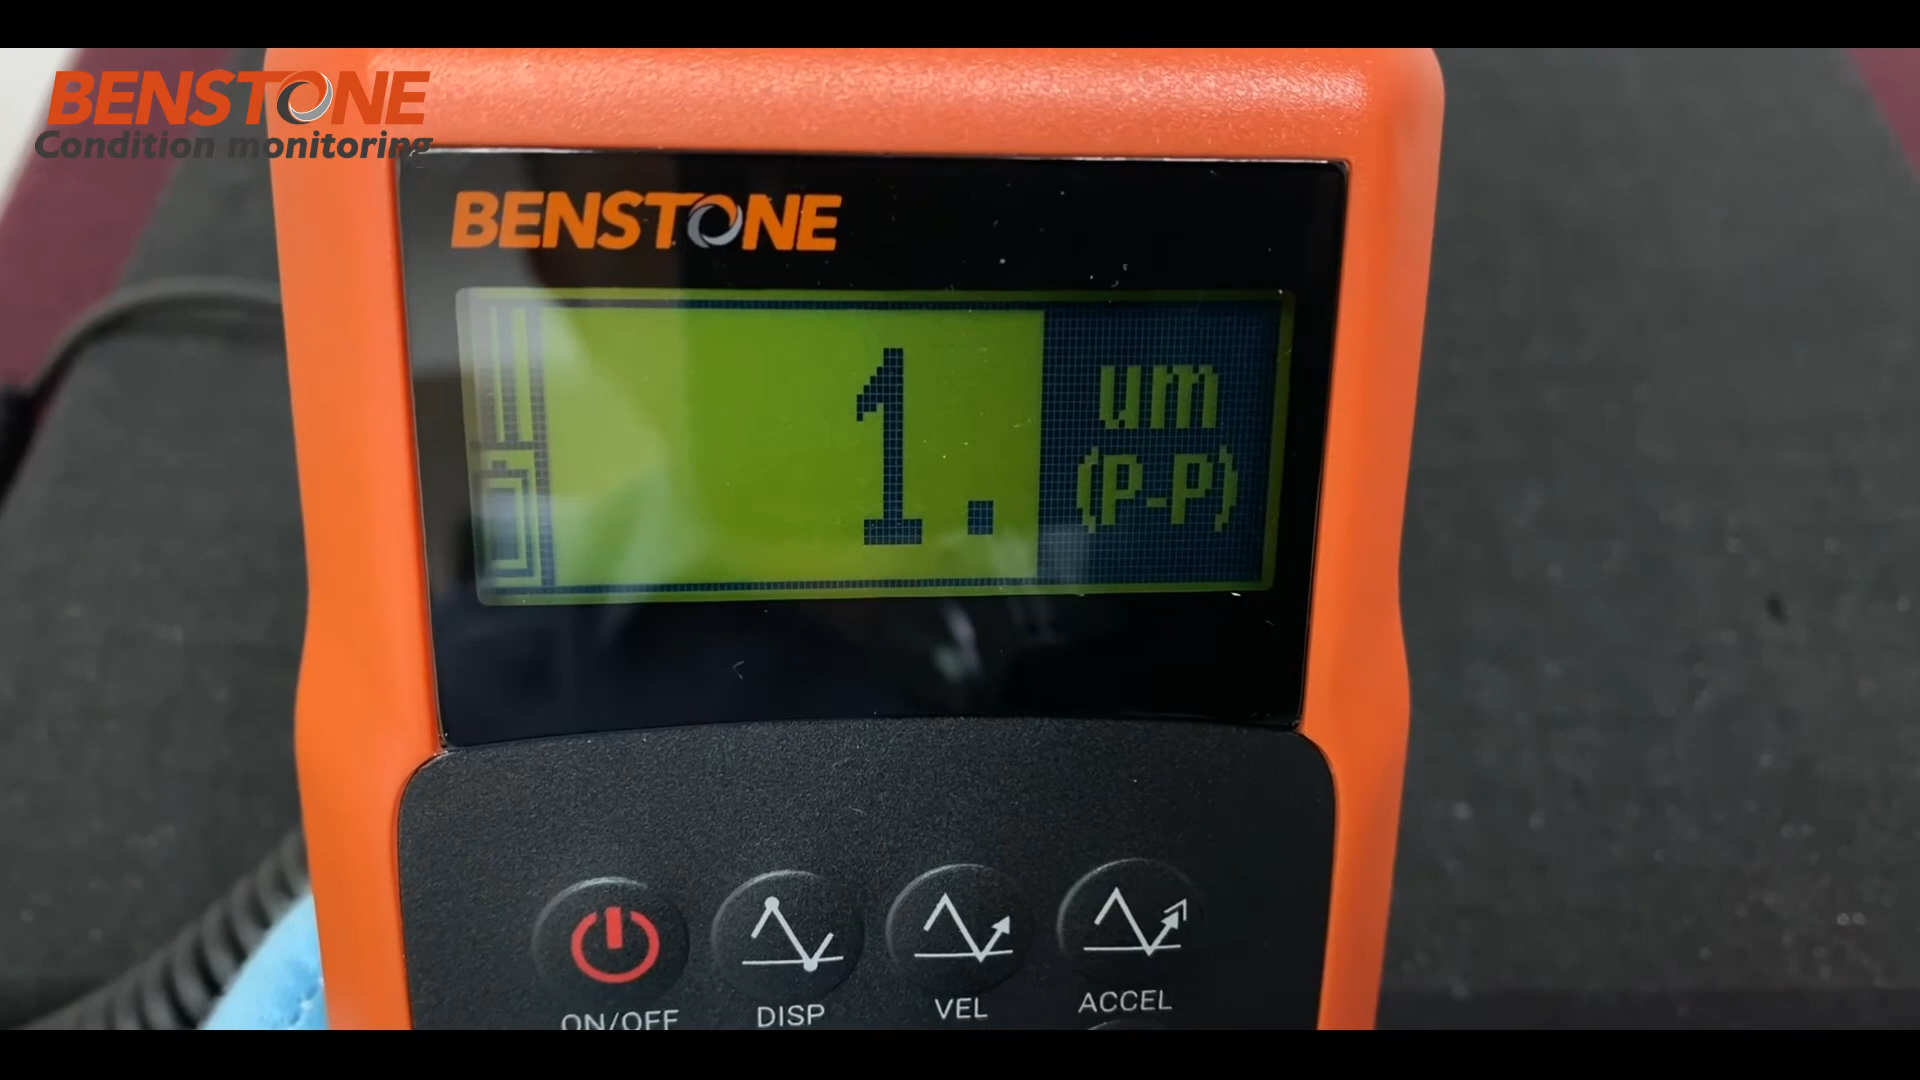 BENSTONE
Condition monitoring
BENSTONE
1.
um
(P-P)
ON/OFF
DISP
VEL
ACCEL